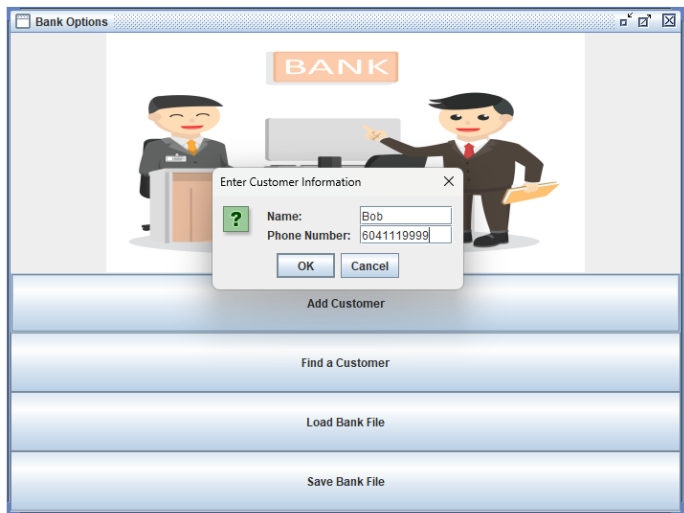 Bank Options
BANK
Enter Customer Information
?
Name: Bob
Phone Number: 6041119999
OK Cancel
Add Customer
Find a Customer
Load Bank File
Save Bank File